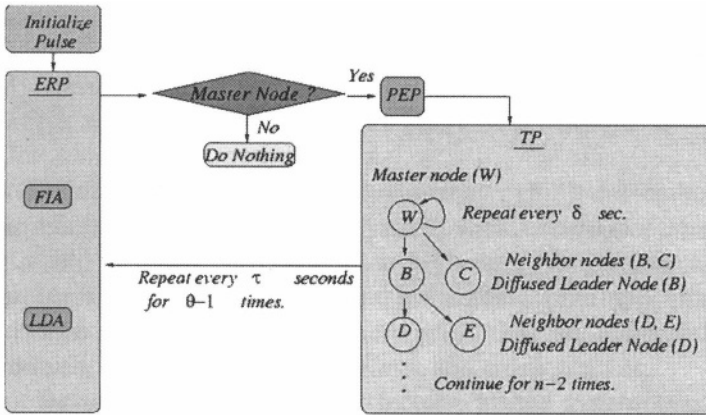 Initialize
Pulse
ERP
FIA
LDA
Master Node ?
Yes
No
Do Nothing
PEP
TP
Master node (W)
W
Repeat every δ sec.
B
C
Neighbor nodes (B, C)
Diffused Leader Node (B)
D
E
Neighbor nodes (D, E)
Diffused Leader Node (D)
Continue for n−2 times.
Repeat every τ seconds
for θ−1 times.